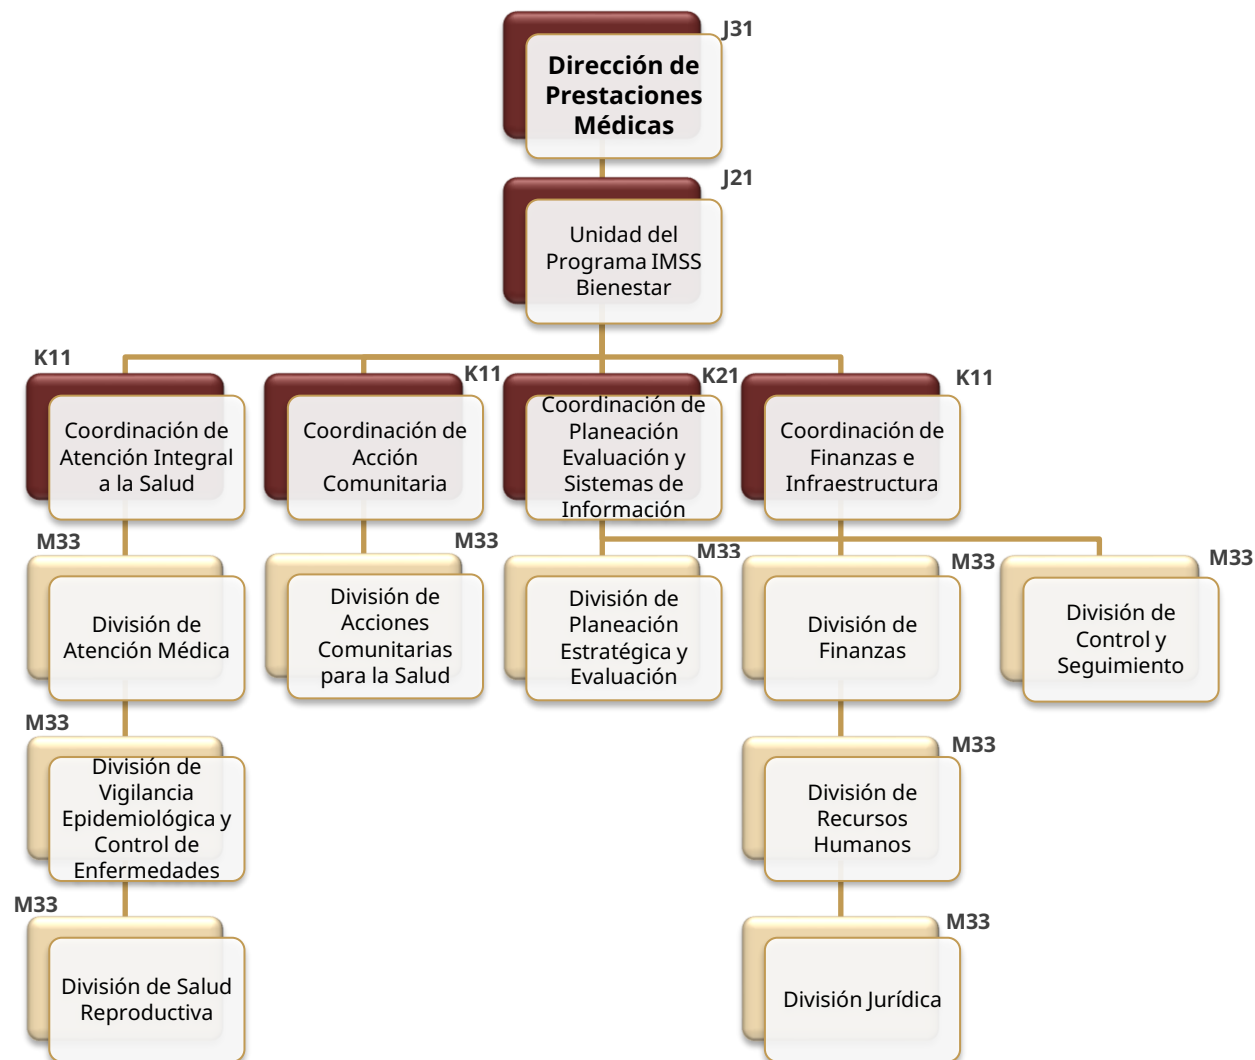 J31
Dirección de
Prestaciones
Médicas
J21
Unidad del
Programa IMSS
Bienestar
K11
Coordinación de
Atención Integral
a la Salud
K11
Coordinación de
Acción
Comunitaria
K21
Coordinación de
Planeación
Evaluación y
Sistemas de
Información
K11
Coordinación de
Finanzas e
Infraestructura
M33
División de
Atención Médica
M33
División de
Acciones
Comunitarias
para la Salud
M33
División de
Planeación
Estratégica y
Evaluación
M33
División de
Finanzas
M33
División de
Control y
Seguimiento
M33
División de
Vigilancia
Epidemiológica y
Control de
Enfermedades
M33
División de
Recursos
Humanos
M33
División de Salud
Reproductiva
M33
División Jurídica